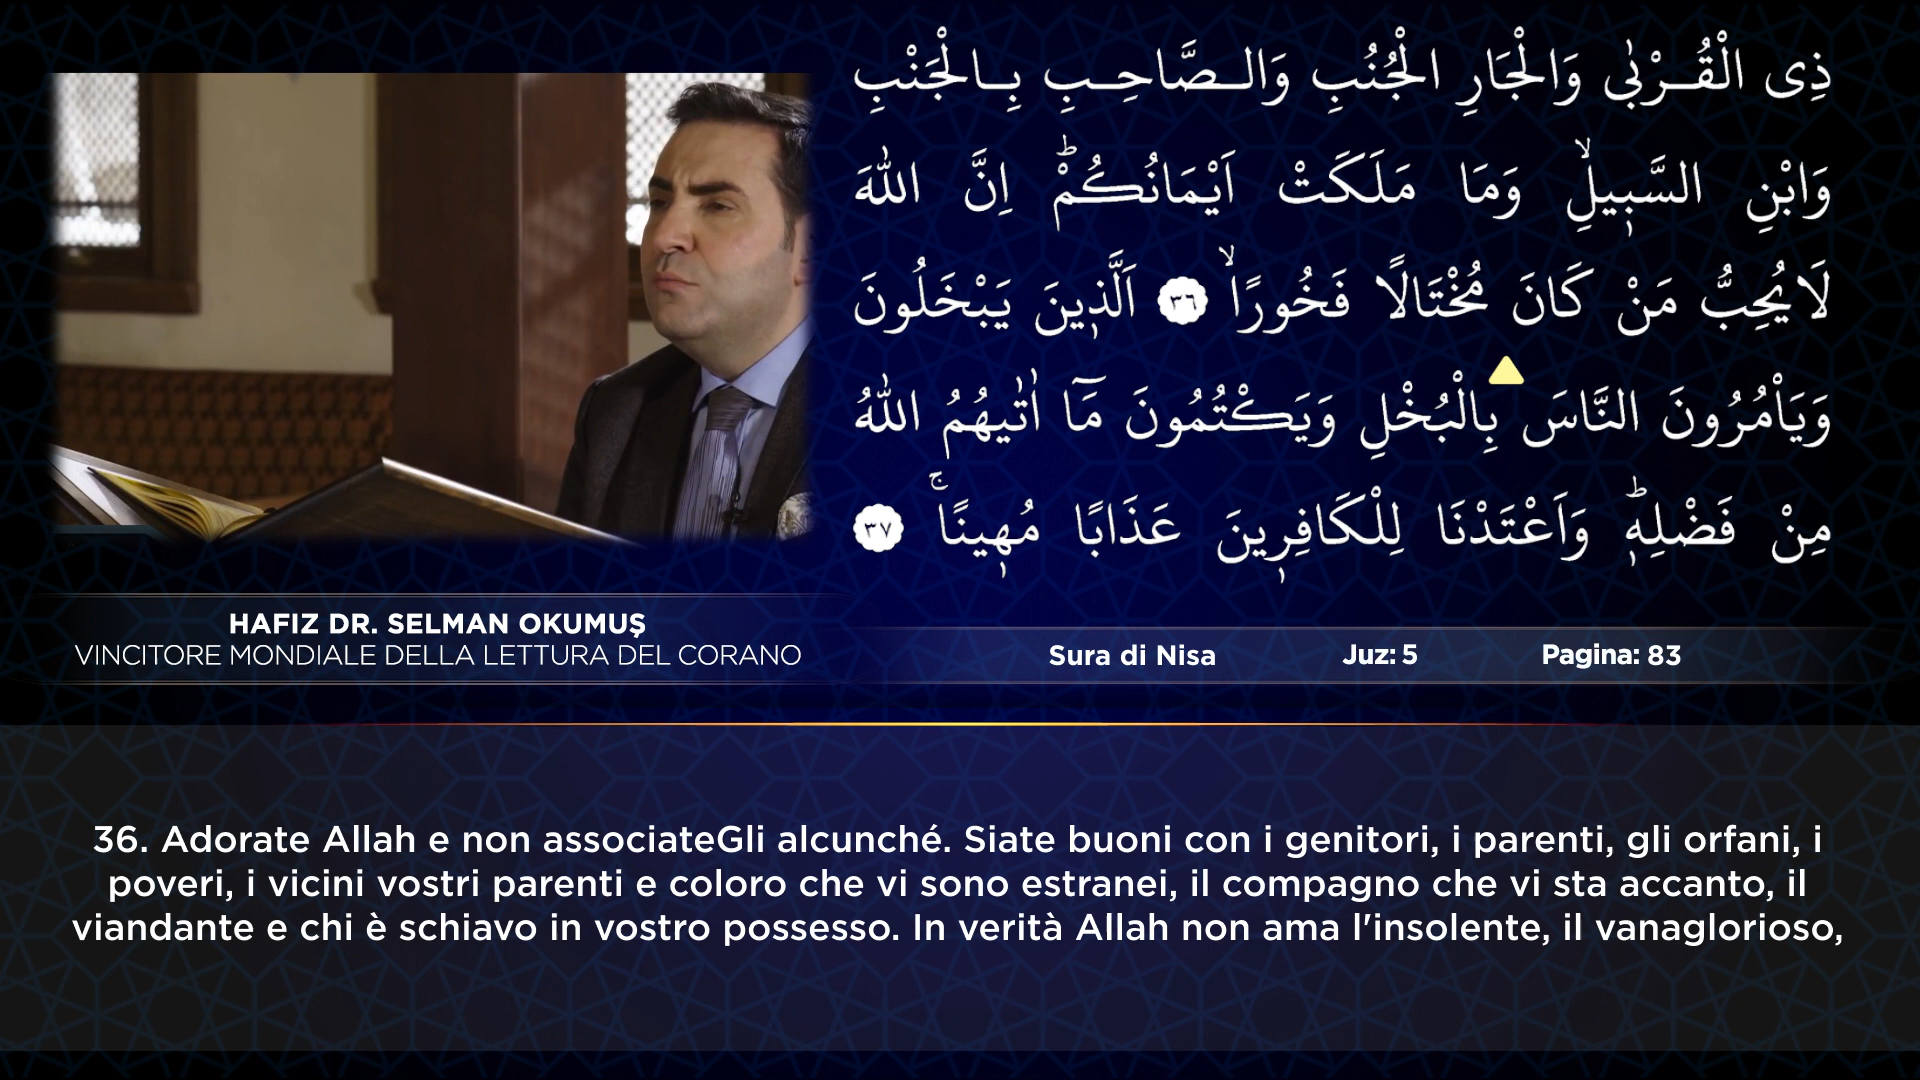 ذِى الْقُرْبٰى وَالْجَارِ الْجُنُبِ وَالصَّاحِبِ بِالْجَنْبِ
وَابْنِ السَّبٖيلِۙ وَمَا مَلَكَتْ اَيْمَانُكُمْؕ اِنَّ اللّٰهَ
لَايُحِبُّ مَنْ كَانَ مُخْتَالًا فَخُورًاۙ ﴿٣٦﴾ اَلَّذٖينَ يَبْخَلُونَ
وَيَاْمُرُونَ النَّاسَ بِالْبُخْلِ وَيَكْتُمُونَ مَٓا اٰتٰيهُمُ اللّٰهُ
مِنْ فَضْلِهٖؕ وَاَعْتَدْنَا لِلْكَافِرٖينَ عَذَابًا مُهٖينًاۚ ﴿٣٧﴾
HAFIZ DR. SELMAN OKUMUŞ
VINCITORE MONDIALE DELLA LETTURA DEL CORANO
Sura di Nisa Juz: 5 Pagina: 83
36. Adorate Allah e non associateGli alcunché. Siate buoni con i genitori, i parenti, gli orfani, i
poveri, i vicini vostri parenti e coloro che vi sono estranei, il compagno che vi sta accanto, il
viandante e chi è schiavo in vostro possesso. In verità Allah non ama l'insolente, il vanaglorioso,